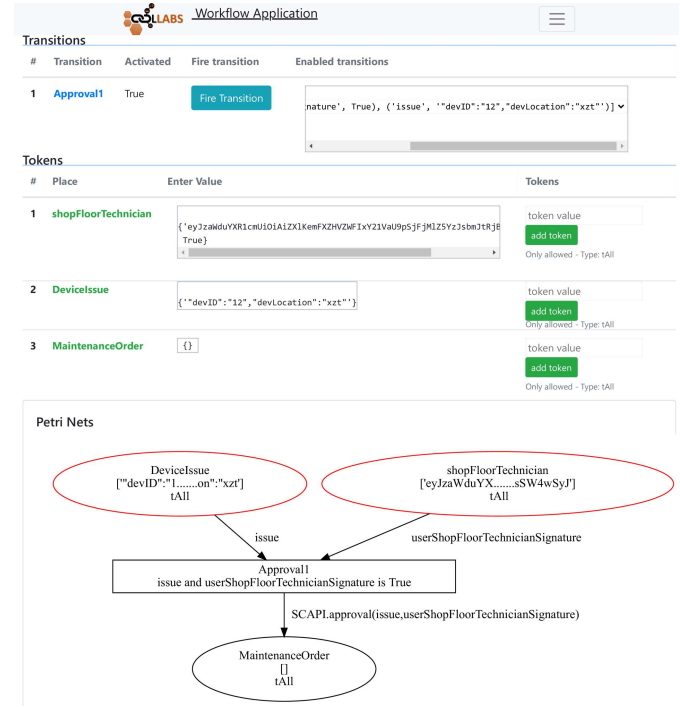 COOLLABS Workflow Application
Transitions
# Transition Activated Fire transition Enabled transitions
1 Approval1 True Fire Transition :nature', True), ('issue', '"devID":"12","devLocation":"xzt"')]
Tokens
# Place Enter Value Tokens
1 shopFloorTechnician token value
{'eyJzaWduYXR1cmUiOiAiZXlKemFXZHVZWFIxY21VaU9pSjFjMlZ5YzJsbmJtRjB
True}
add token
Only allowed - Type: tAll
2 DeviceIssue token value
{'"devID":"12","devLocation":"xzt"'}
add token
Only allowed - Type: tAll
3 MaintenanceOrder {} token value
add token
Only allowed - Type: tAll
Petri Nets
DeviceIssue
['"devID":"1.......on":"xzt']
tAll
shopFloorTechnician
['eyJzaWduYX.......sSW4wSyJ']
tAll
issue
userShopFloorTechnicianSignature
Approval1
issue and userShopFloorTechnicianSignature is True
SCAPI.approval(issue,userShopFloorTechnicianSignature)
MaintenanceOrder
[]
tAll